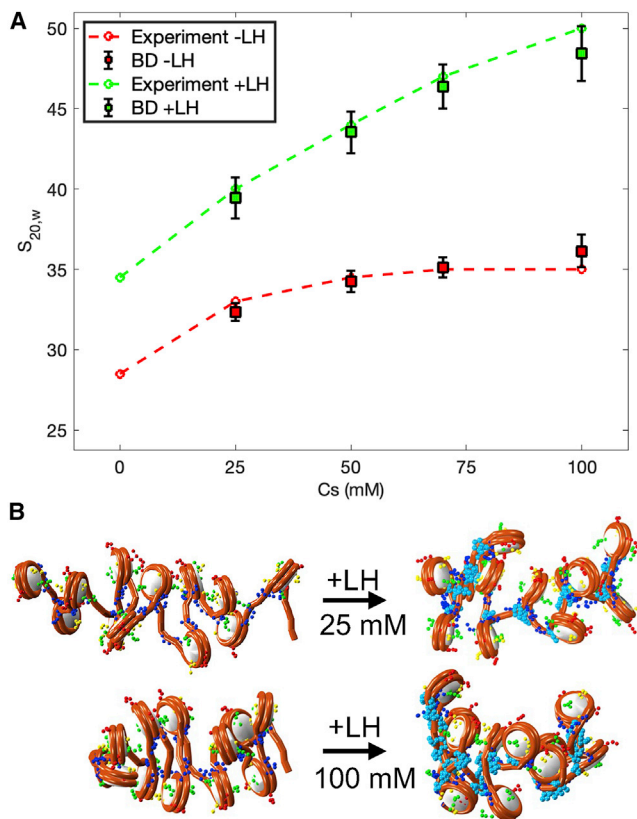 A
50
45
40
35
30
25
S20,w
Experiment -LH
BD -LH
Experiment +LH
BD +LH
0 25 50 75 100
Cs (mM)
B
+LH
25 mM
+LH
100 mM